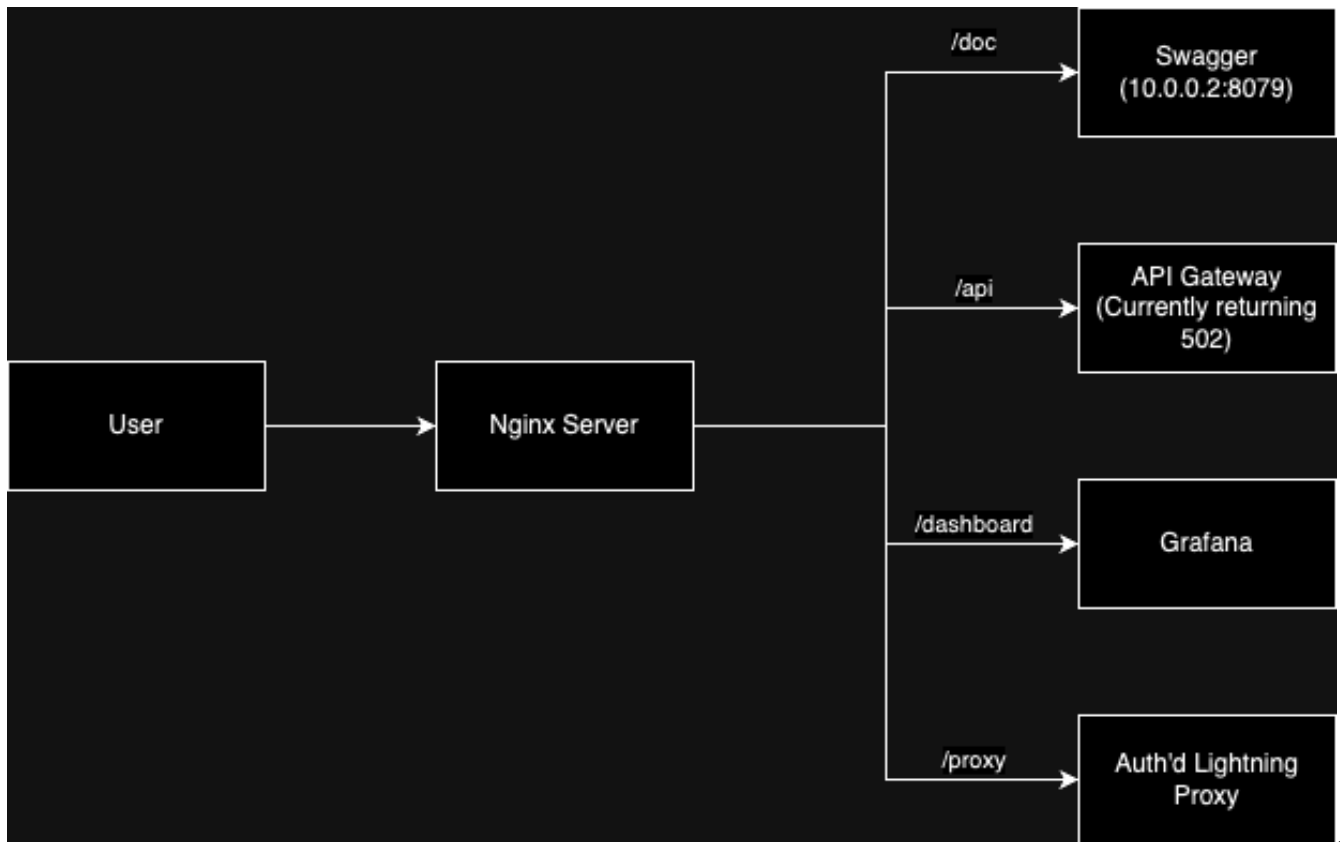 /doc
Swagger
(10.0.0.2:8079)
/api
API Gateway
(Currently returning
502)
User
Nginx Server
/dashboard
Grafana
/proxy
Auth'd Lightning
Proxy